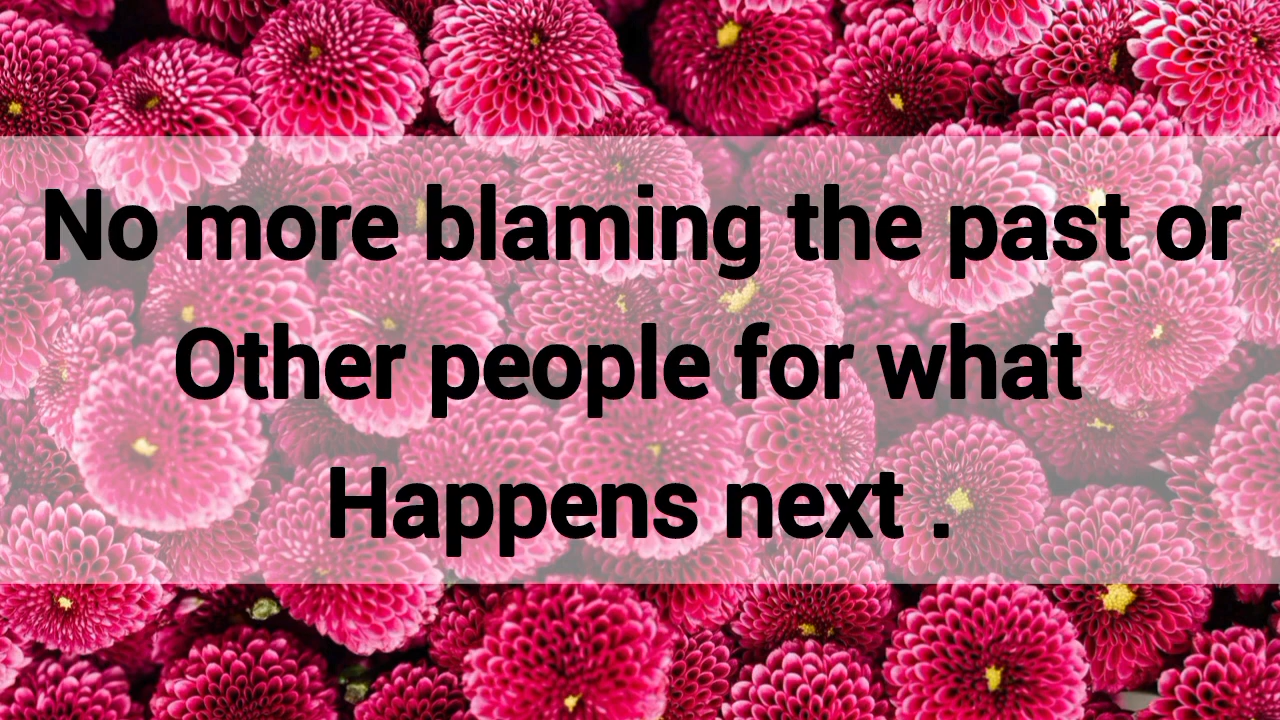 No more blaming the past or
Other people for what
Happens next .